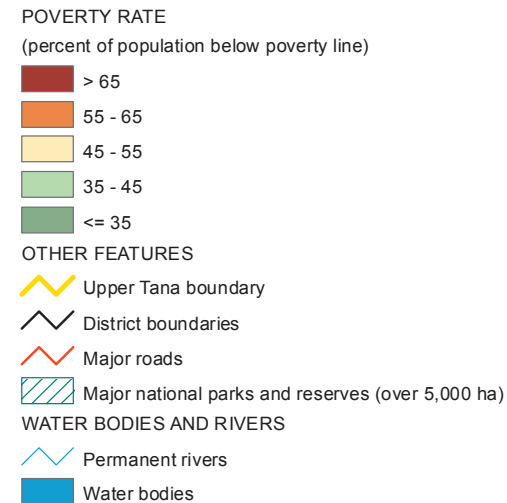 POVERTY RATE
(percent of population below poverty line)
> 65
55 - 65
45 - 55
35 - 45
<= 35
OTHER FEATURES
Upper Tana boundary
District boundaries
Major roads
Major national parks and reserves (over 5,000 ha)
WATER BODIES AND RIVERS
Permanent rivers
Water bodies